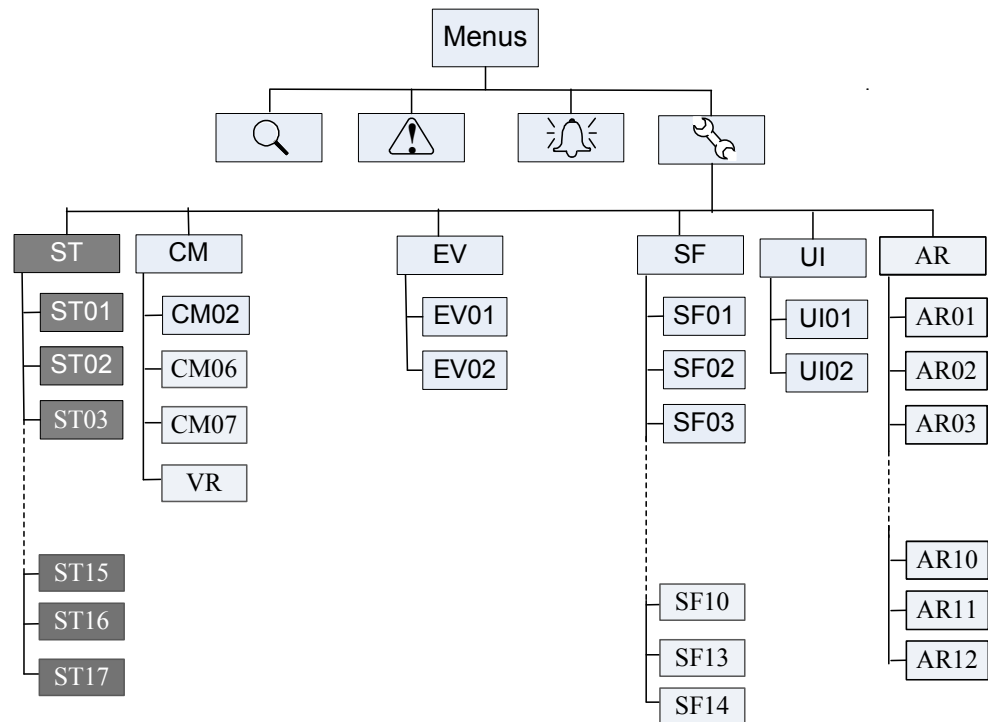 Menus
ST
CM
EV
SF
UI
AR
ST01
CM02
EV01
SF01
UI01
AR01
ST02
CM06
EV02
SF02
UI02
AR02
ST03
CM07
SF03
AR03
VR
ST15
AR10
SF10
ST16
AR11
SF13
AR12
ST17
SF14